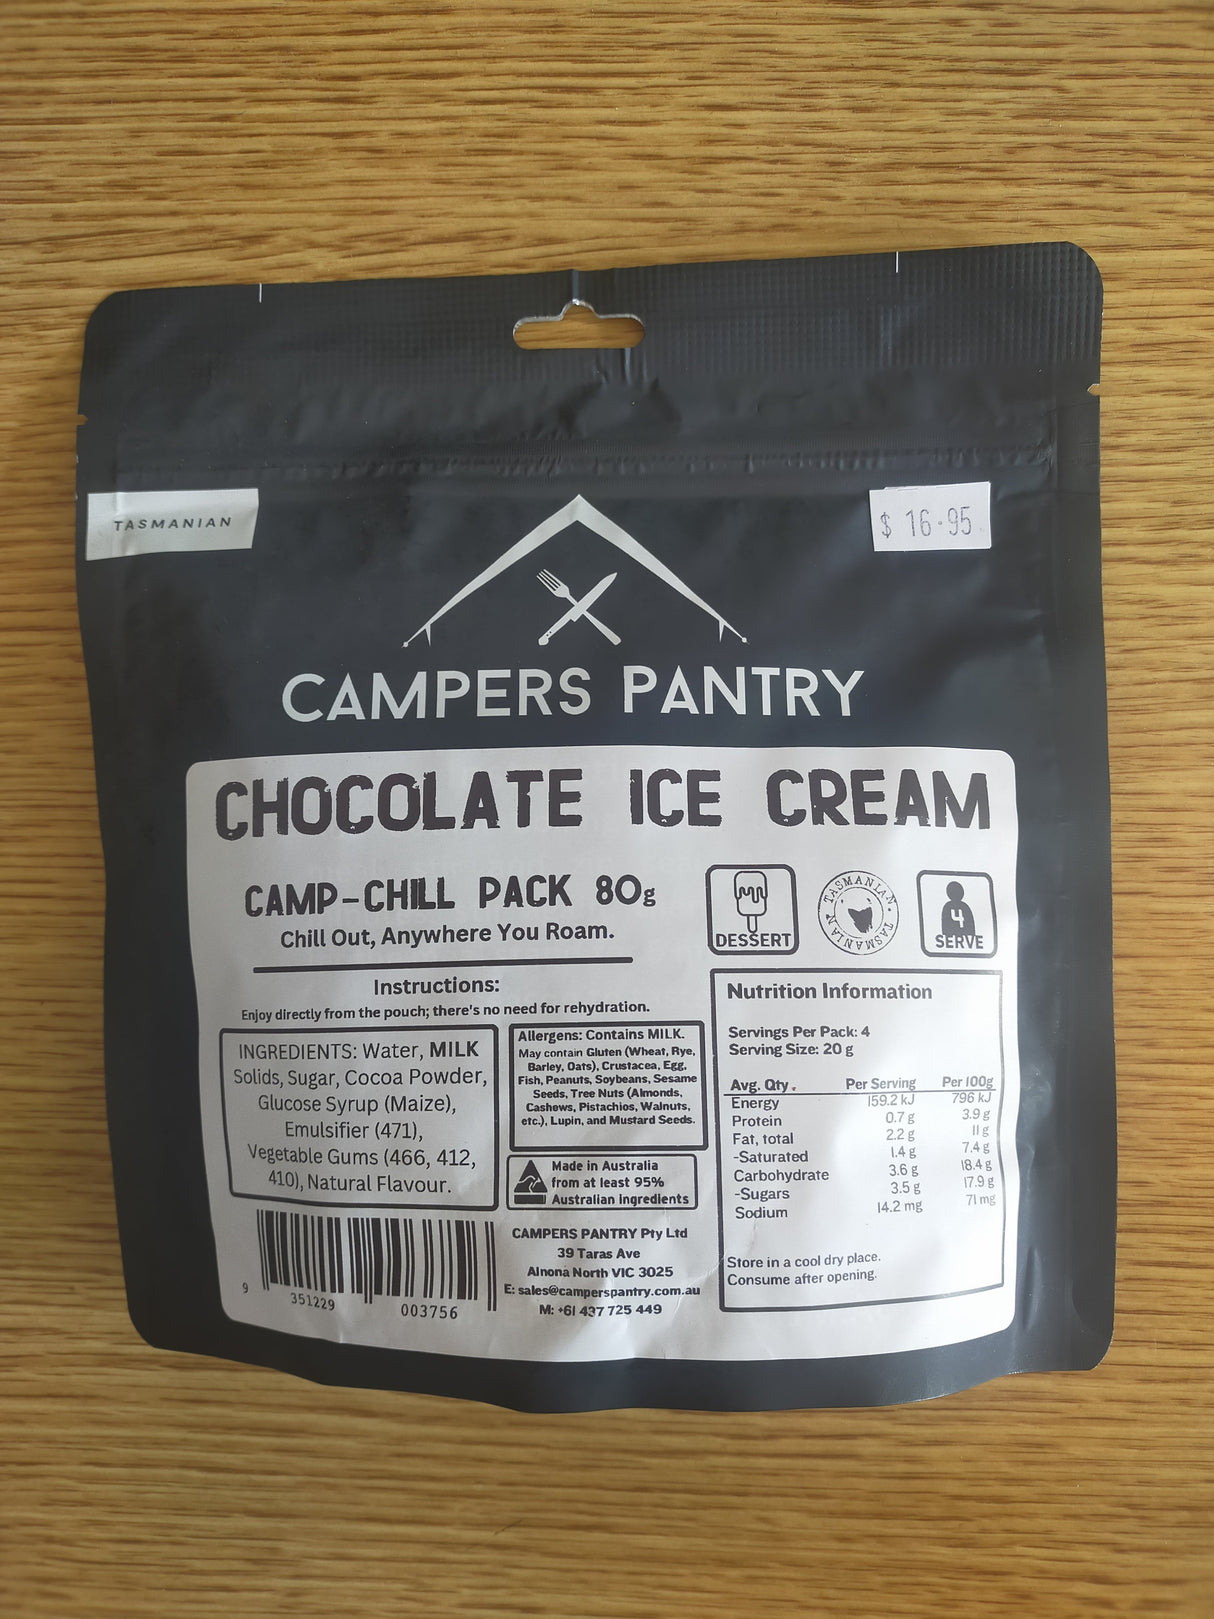 TASMANIAN
$ 16.95
CAMPERS PANTRY
CHOCOLATE ICE CREAM
CAMP-CHILL PACK 80g
Chill Out, Anywhere You Roam.
DESSERT
TASMANIAN · TASMANIAN
4
SERVE
Instructions:
Enjoy directly from the pouch; there's no need for rehydration.
INGREDIENTS: Water, MILK
Solids, Sugar, Cocoa Powder,
Glucose Syrup (Maize),
Emulsifier (471),
Vegetable Gums (466, 412,
410), Natural Flavour.
Allergens: Contains MILK.
May contain Gluten (Wheat, Rye,
Barley, Oats), Crustacea, Egg,
Fish, Peanuts, Soybeans, Sesame
Seeds, Tree Nuts (Almonds,
Cashews, Pistachios, Walnuts,
etc.), Lupin, and Mustard Seeds.
Made in Australia
from at least 95%
Australian ingredients
CAMPERS PANTRY Pty Ltd
39 Taras Ave
Alnona North VIC 3025
E: sales@camperspantry.com.au
M: +61 437 725 449
9 351229 003756
Nutrition Information
Servings Per Pack: 4
Serving Size: 20 g
Avg. Qty. Per Serving Per 100g
Energy 159.2 kJ 796 kJ
Protein 0.7 g 3.9 g
Fat, total 2.2 g 11 g
-Saturated 1.4 g 7.4 g
Carbohydrate 3.6 g 18.4 g
-Sugars 3.5 g 17.9 g
Sodium 14.2 mg 71 mg
Store in a cool dry place.
Consume after opening.